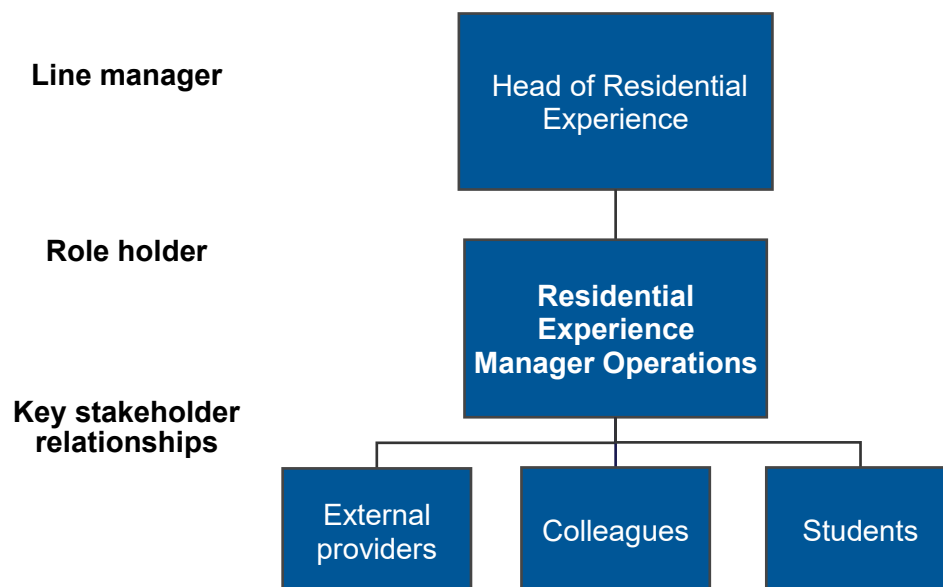 Line manager
Head of Residential
Experience
Role holder
Residential
Experience
Manager Operations
Key stakeholder
relationships
External
providers
Colleagues
Students